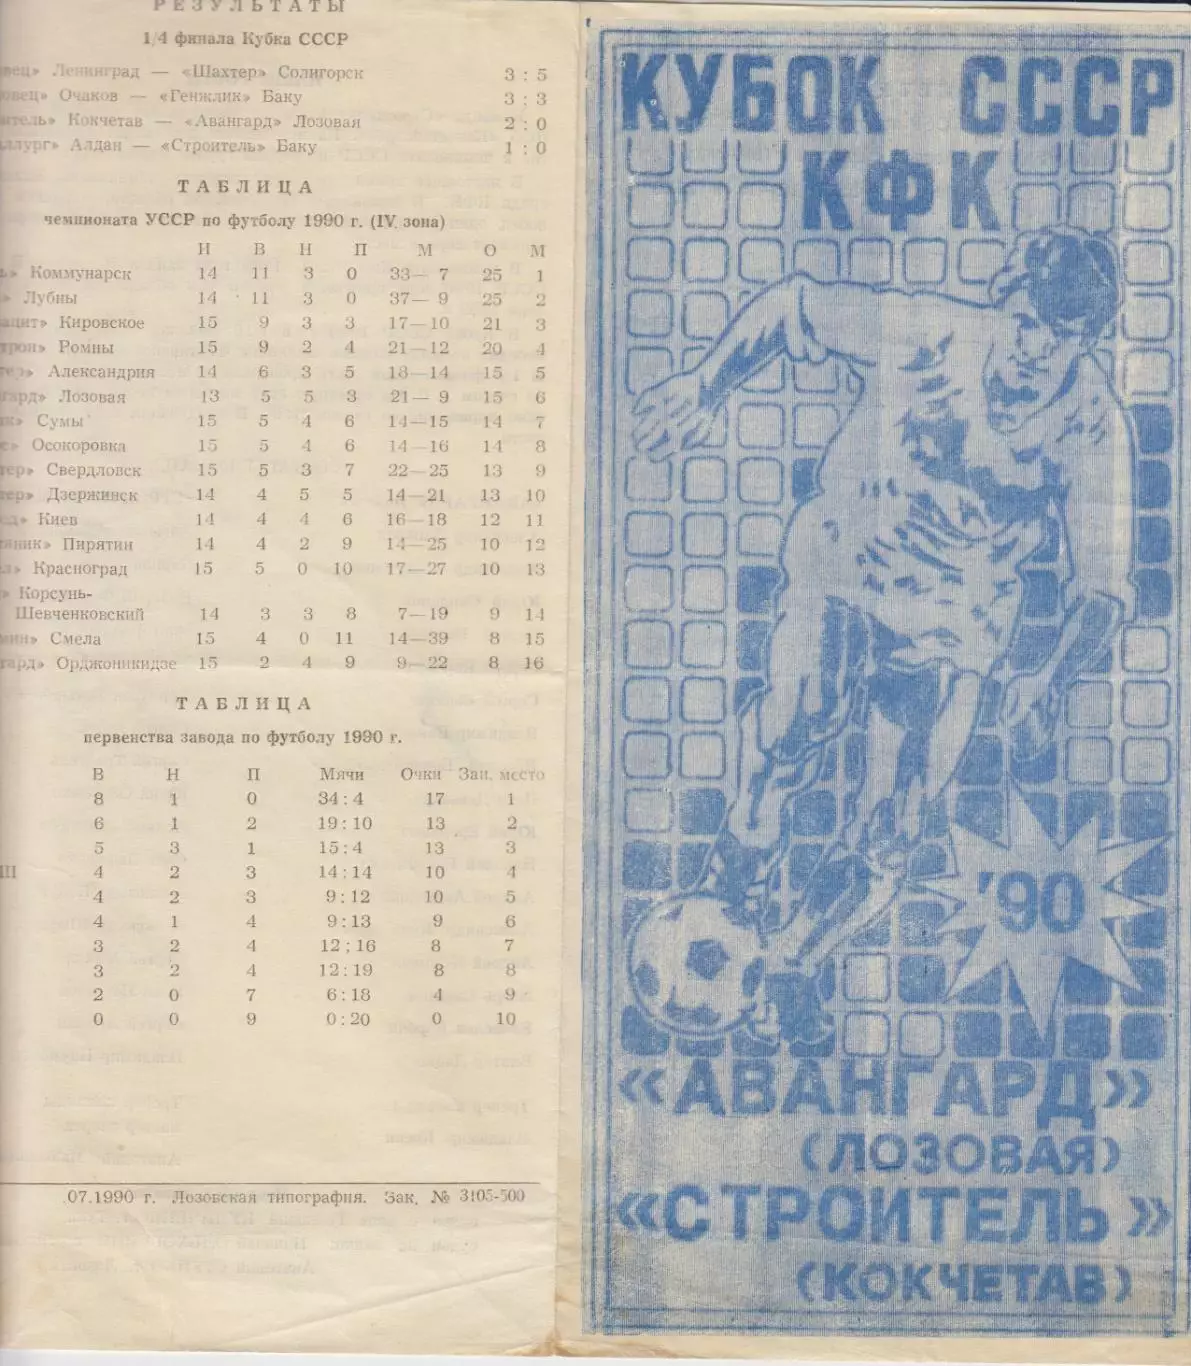 РЕЗУЛЬТАТЫ
1/4 финала Кубка СССР
Ленинград — «Шахтер» Солигорск 3 : 5
Очаков — «Генжлик» Баку 3 : 3
Кокчетав — «Авангард» Лозовая 2 : 0
Алдан — «Строитель» Баку 1 : 0
ТАБЛИЦА
чемпионата УССР по футболу 1990 г. (IV. зона)
И В Н П М О М
Коммунарск 14 11 3 0 33— 7 25 1
Лубны 14 11 3 0 37— 9 25 2
Кировское 15 9 3 3 17—10 21 3
Ромны 15 9 2 4 21—12 20 4
Александрия 14 6 3 5 18—14 15 5
Лозовая 13 5 5 3 21— 9 15 6
Сумы 15 5 4 6 14—15 14 7
Осокоровка 15 5 4 6 14—16 14 8
Свердловск 15 5 3 7 22—25 13 9
Дзержинск 14 4 5 5 14—21 13 10
Киев 14 4 4 6 16—18 12 11
Пирятин 14 4 2 9 14—25 10 12
Красноград 15 5 0 10 17—27 10 13
Корсунь-
Шевченковский 14 3 3 8 7—19 9 14
Смела 15 4 0 11 14—39 8 15
Орджоникидзе 15 2 4 9 9—22 8 16
ТАБЛИЦА
первенства завода по футболу 1990 г.
В Н П Мячи Очки Зан. место
8 1 0 34:4 17 1
6 1 2 19:10 13 2
5 3 1 15:4 13 3
4 2 3 14:14 10 4
4 2 3 9:12 10 5
4 1 4 9:13 9 6
3 2 4 12;16 8 7
3 2 4 12:19 8 8
2 0 7 6:18 4 9
0 0 9 0:20 0 10
.07.1990 г. Лозовская типография. Зак. № 3105-500
КУБОК СССР
КФК
'90
«АВАНГАРД»
(ЛОЗОВАЯ)
«СТРОИТЕЛЬ»
(КОКЧЕТАВ)